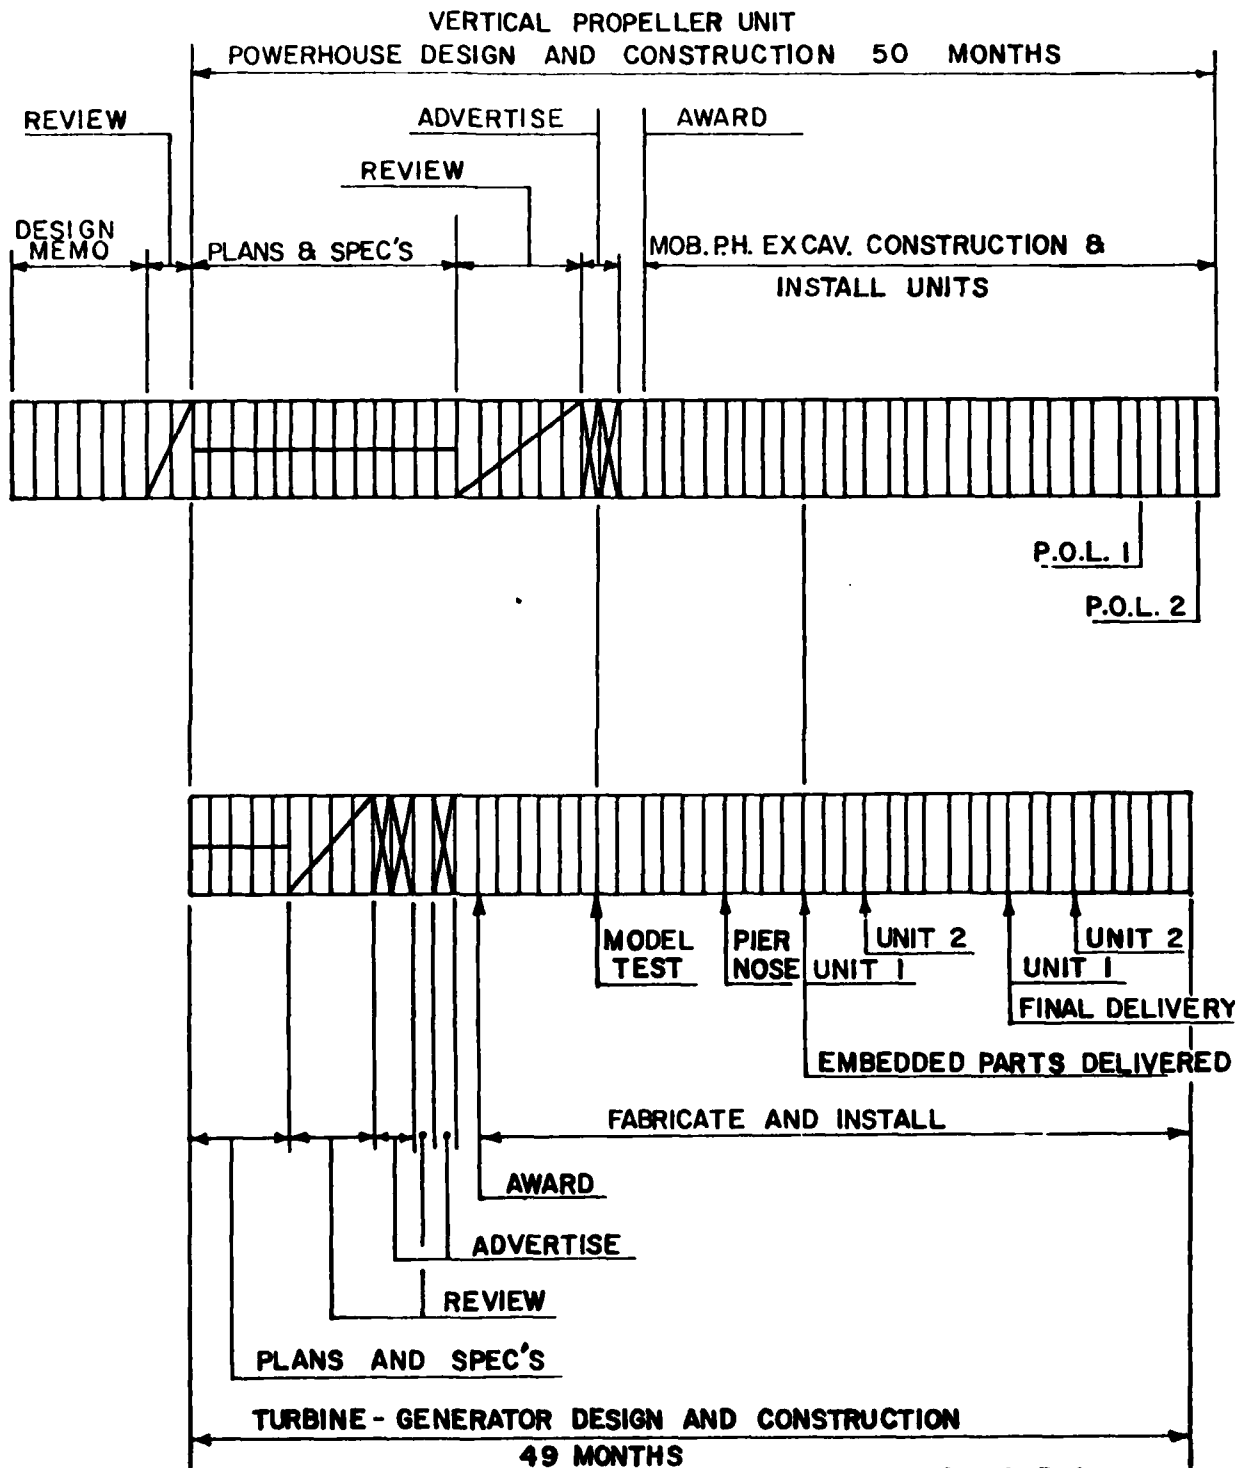 VERTICAL PROPELLER UNIT
POWERHOUSE DESIGN AND CONSTRUCTION 50 MONTHS
REVIEW
ADVERTISE
AWARD
REVIEW
DESIGN
MEMO
PLANS & SPEC'S
MOB. P.H. EXCAV. CONSTRUCTION &
INSTALL UNITS
P.O.L. 1
P.O.L. 2
MODEL
TEST
PIER
NOSE
UNIT 1
UNIT 2
UNIT 1
UNIT 2
FINAL DELIVERY
EMBEDDED PARTS DELIVERED
FABRICATE AND INSTALL
AWARD
ADVERTISE
REVIEW
PLANS AND SPEC'S
TURBINE - GENERATOR DESIGN AND CONSTRUCTION
49 MONTHS